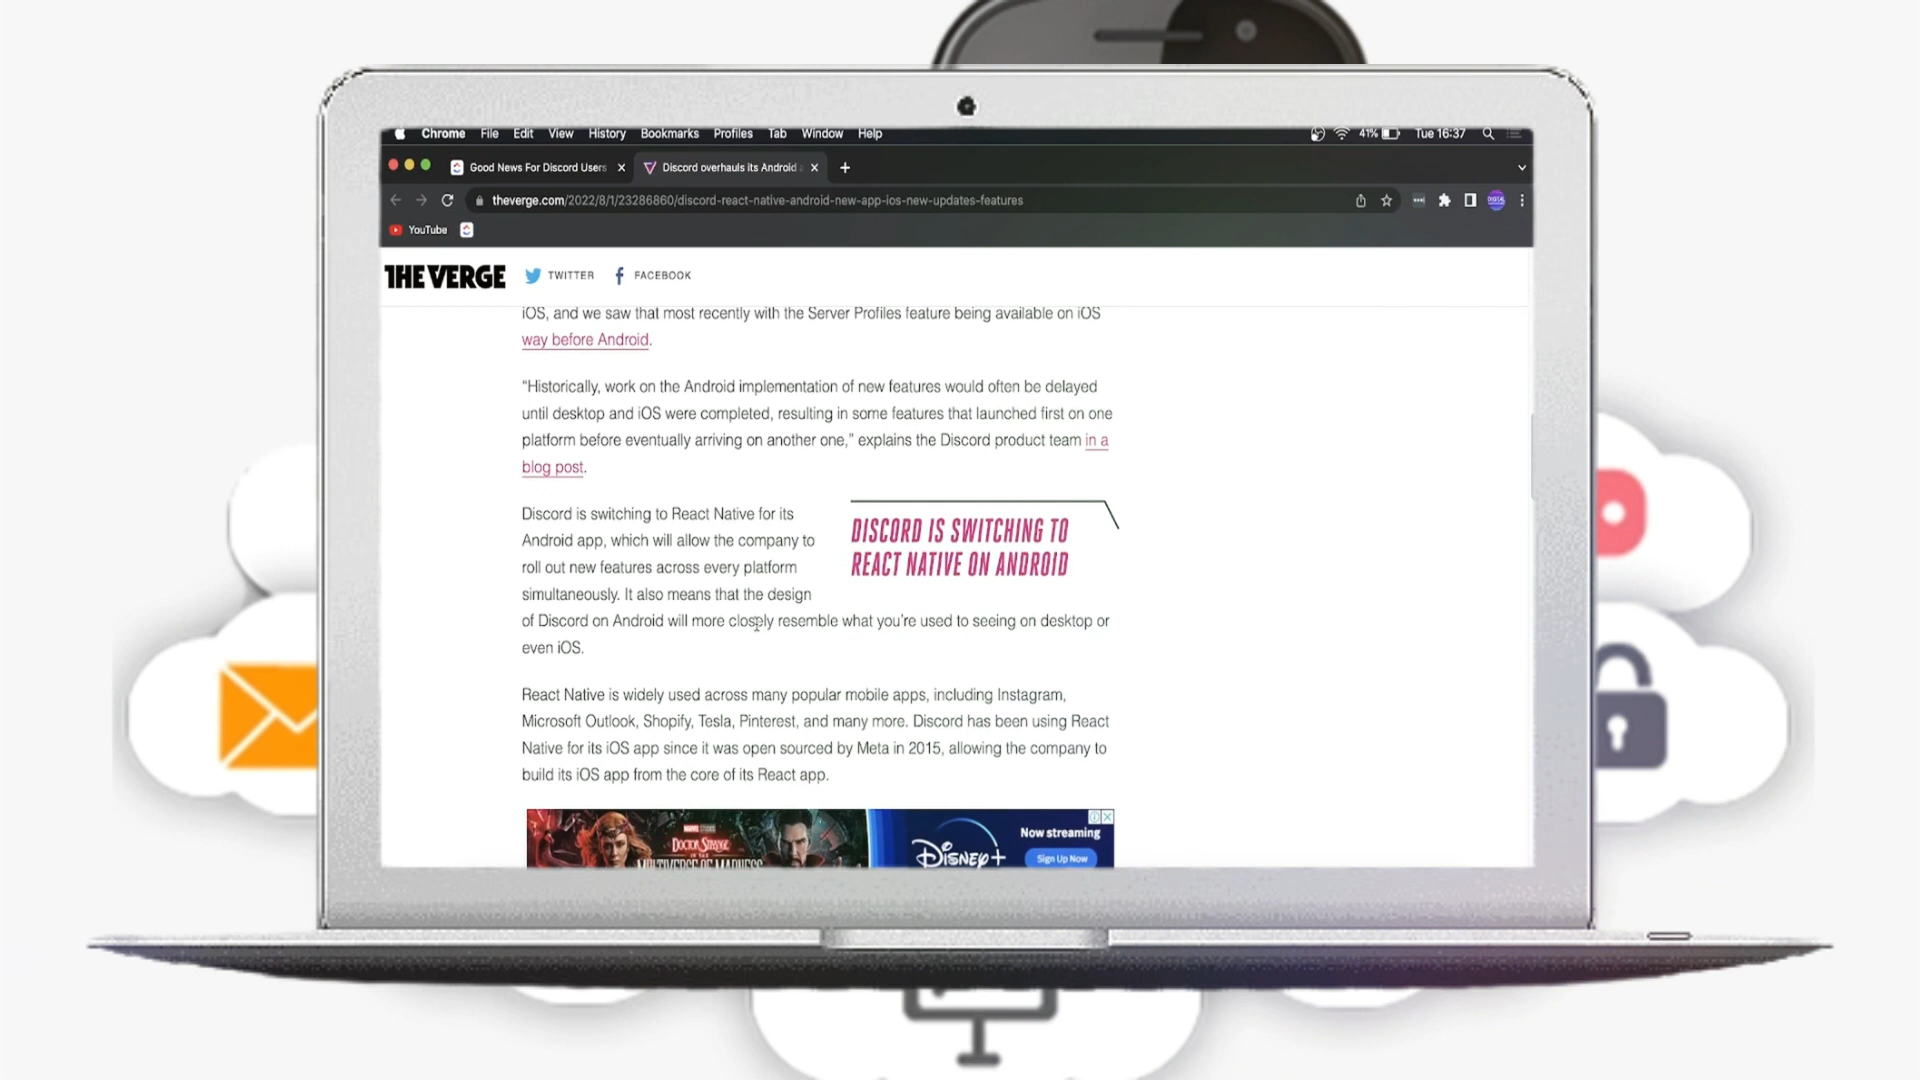 Chrome File Edit View History Bookmarks Profiles Tab Window Help 41% Tue 16:37
Good News For Discord Users Discord overhauls its Android
theverge.com/2022/8/1/23286860/discord-react-native-android-new-app-ios-new-updates-features
YouTube
THE VERGE TWITTER FACEBOOK
iOS, and we saw that most recently with the Server Profiles feature being available on iOS
way before Android.
“Historically, work on the Android implementation of new features would often be delayed
until desktop and iOS were completed, resulting in some features that launched first on one
platform before eventually arriving on another one,” explains the Discord product team in a
blog post.
Discord is switching to React Native for its
Android app, which will allow the company to
roll out new features across every platform
simultaneously. It also means that the design
of Discord on Android will more closely resemble what you’re used to seeing on desktop or
even iOS.
DISCORD IS SWITCHING TO
REACT NATIVE ON ANDROID
React Native is widely used across many popular mobile apps, including Instagram,
Microsoft Outlook, Shopify, Tesla, Pinterest, and many more. Discord has been using React
Native for its iOS app since it was open sourced by Meta in 2015, allowing the company to
build its iOS app from the core of its React app.
MARVEL STUDIOS
DOCTOR STRANGE
IN THE
MULTIVERSE OF MADNESS
Disney+
Now streaming
Sign Up Now